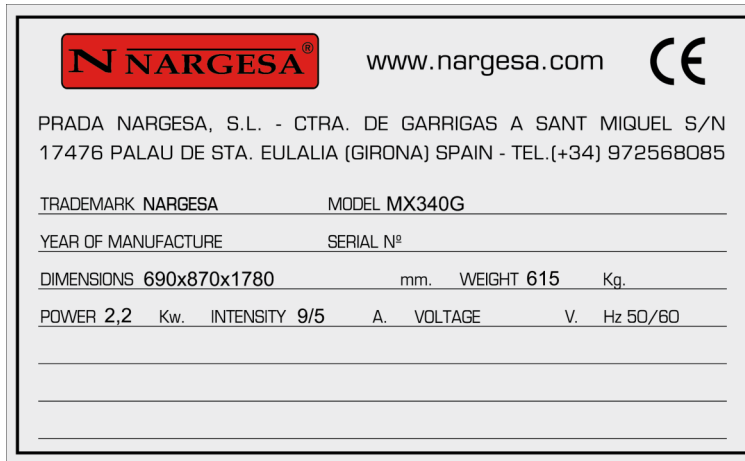 N NARGESA® www.nargesa.com CE
PRADA NARGESA, S.L. - CTRA. DE GARRIGAS A SANT MIQUEL S/N
17476 PALAU DE STA. EULALIA (GIRONA) SPAIN - TEL.(+34) 972568085
TRADEMARK NARGESA MODEL MX340G
YEAR OF MANUFACTURE SERIAL Nº
DIMENSIONS 690x870x1780 mm. WEIGHT 615 Kg.
POWER 2,2 Kw. INTENSITY 9/5 A. VOLTAGE V. Hz 50/60